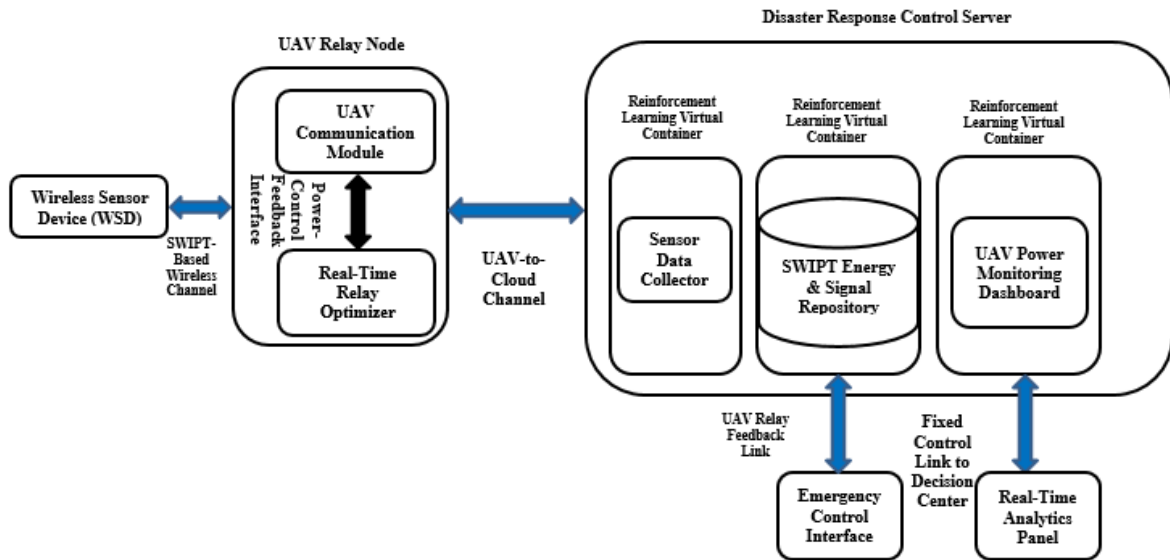 Disaster Response Control Server
UAV Relay Node
UAV
Communication
Module
Power-
Control
Feedback
Interface
Real-Time
Relay
Optimizer
Wireless Sensor
Device (WSD)
SWIPT-
Based
Wireless
Channel
UAV-to-
Cloud
Channel
Reinforcement
Learning Virtual
Container
Sensor
Data
Collector
Reinforcement
Learning Virtual
Container
SWIPT Energy
& Signal
Repository
Reinforcement
Learning Virtual
Container
UAV Power
Monitoring
Dashboard
UAV Relay
Feedback
Link
Fixed
Control
Link to
Decision
Center
Emergency
Control
Interface
Real-Time
Analytics
Panel